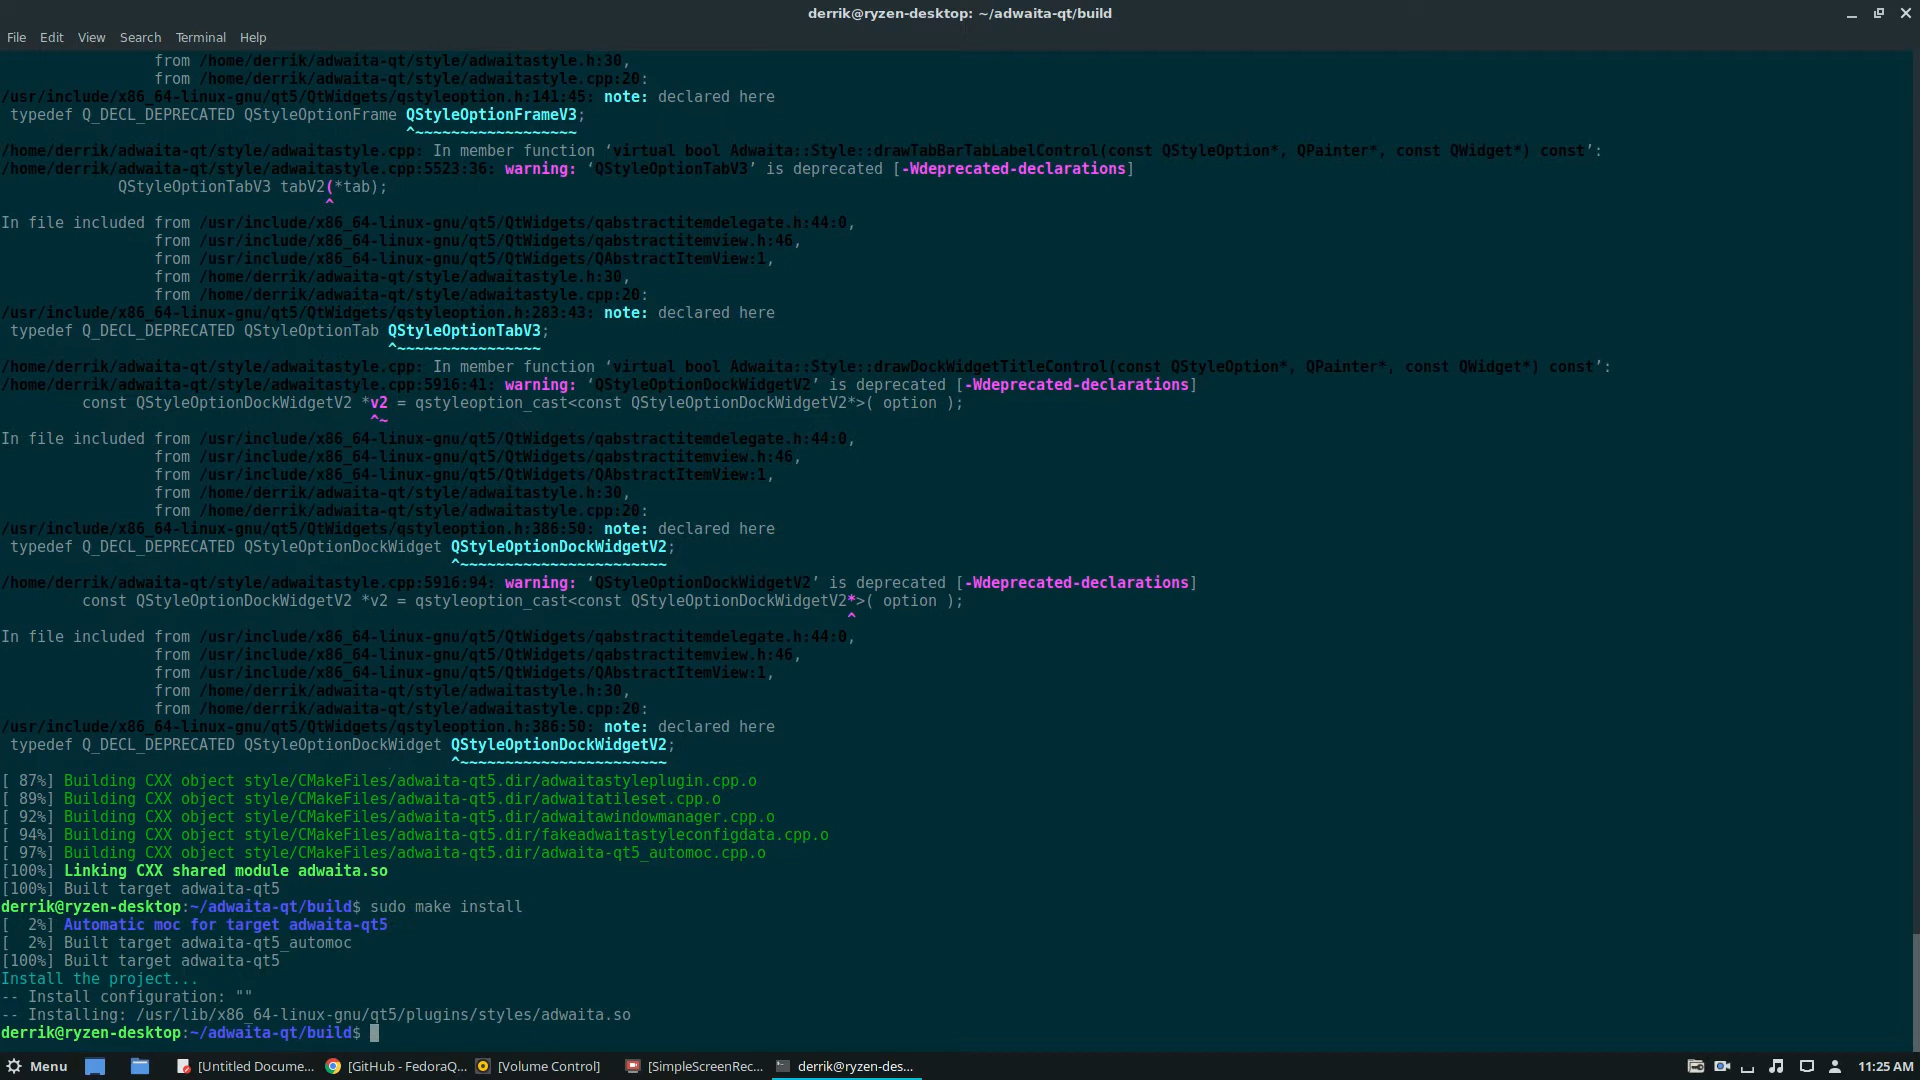 derrik@ryzen-desktop: ~/adwaita-qt/build
File Edit View Search Terminal Help
from /home/derrik/adwaita-qt/style/adwaitastyle.h:30,
from /home/derrik/adwaita-qt/style/adwaitastyle.cpp:20:
/usr/include/x86_64-linux-gnu/qt5/QtWidgets/qstyleoption.h:141:45: note: declared here
typedef Q_DECL_DEPRECATED QStyleOptionFrame QStyleOptionFrameV3;
^~~~~~~~~~~~~~~~~~~
/home/derrik/adwaita-qt/style/adwaitastyle.cpp: In member function ‘virtual bool Adwaita::Style::drawTabBarTabLabelControl(const QStyleOption*, QPainter*, const QWidget*) const’:
/home/derrik/adwaita-qt/style/adwaitastyle.cpp:5523:36: warning: ‘QStyleOptionTabV3’ is deprecated [-Wdeprecated-declarations]
QStyleOptionTabV3 tabV2(*tab);
^
In file included from /usr/include/x86_64-linux-gnu/qt5/QtWidgets/qabstractitemdelegate.h:44:0,
from /usr/include/x86_64-linux-gnu/qt5/QtWidgets/qabstractitemview.h:46,
from /usr/include/x86_64-linux-gnu/qt5/QtWidgets/QAbstractItemView:1,
from /home/derrik/adwaita-qt/style/adwaitastyle.h:30,
from /home/derrik/adwaita-qt/style/adwaitastyle.cpp:20:
/usr/include/x86_64-linux-gnu/qt5/QtWidgets/qstyleoption.h:283:43: note: declared here
typedef Q_DECL_DEPRECATED QStyleOptionTab QStyleOptionTabV3;
^~~~~~~~~~~~~~~~~
/home/derrik/adwaita-qt/style/adwaitastyle.cpp: In member function ‘virtual bool Adwaita::Style::drawDockWidgetTitleControl(const QStyleOption*, QPainter*, const QWidget*) const’:
/home/derrik/adwaita-qt/style/adwaitastyle.cpp:5916:41: warning: ‘QStyleOptionDockWidgetV2’ is deprecated [-Wdeprecated-declarations]
const QStyleOptionDockWidgetV2 *v2 = qstyleoption_cast<const QStyleOptionDockWidgetV2*>( option );
^~
In file included from /usr/include/x86_64-linux-gnu/qt5/QtWidgets/qabstractitemdelegate.h:44:0,
from /usr/include/x86_64-linux-gnu/qt5/QtWidgets/qabstractitemview.h:46,
from /usr/include/x86_64-linux-gnu/qt5/QtWidgets/QAbstractItemView:1,
from /home/derrik/adwaita-qt/style/adwaitastyle.h:30,
from /home/derrik/adwaita-qt/style/adwaitastyle.cpp:20:
/usr/include/x86_64-linux-gnu/qt5/QtWidgets/qstyleoption.h:386:50: note: declared here
typedef Q_DECL_DEPRECATED QStyleOptionDockWidget QStyleOptionDockWidgetV2;
^~~~~~~~~~~~~~~~~~~~~~~~
/home/derrik/adwaita-qt/style/adwaitastyle.cpp:5916:94: warning: ‘QStyleOptionDockWidgetV2’ is deprecated [-Wdeprecated-declarations]
const QStyleOptionDockWidgetV2 *v2 = qstyleoption_cast<const QStyleOptionDockWidgetV2*>( option );
^
In file included from /usr/include/x86_64-linux-gnu/qt5/QtWidgets/qabstractitemdelegate.h:44:0,
from /usr/include/x86_64-linux-gnu/qt5/QtWidgets/qabstractitemview.h:46,
from /usr/include/x86_64-linux-gnu/qt5/QtWidgets/QAbstractItemView:1,
from /home/derrik/adwaita-qt/style/adwaitastyle.h:30,
from /home/derrik/adwaita-qt/style/adwaitastyle.cpp:20:
/usr/include/x86_64-linux-gnu/qt5/QtWidgets/qstyleoption.h:386:50: note: declared here
typedef Q_DECL_DEPRECATED QStyleOptionDockWidget QStyleOptionDockWidgetV2;
^~~~~~~~~~~~~~~~~~~~~~~~
[ 87%] Building CXX object style/CMakeFiles/adwaita-qt5.dir/adwaitastyleplugin.cpp.o
[ 89%] Building CXX object style/CMakeFiles/adwaita-qt5.dir/adwaitatileset.cpp.o
[ 92%] Building CXX object style/CMakeFiles/adwaita-qt5.dir/adwaitawindowmanager.cpp.o
[ 94%] Building CXX object style/CMakeFiles/adwaita-qt5.dir/fakeadwaitastyleconfigdata.cpp.o
[ 97%] Building CXX object style/CMakeFiles/adwaita-qt5.dir/adwaita-qt5_automoc.cpp.o
[100%] Linking CXX shared module adwaita.so
[100%] Built target adwaita-qt5
derrik@ryzen-desktop:~/adwaita-qt/build$ sudo make install
[  2%] Automatic moc for target adwaita-qt5
[  2%] Built target adwaita-qt5_automoc
[100%] Built target adwaita-qt5
Install the project...
-- Install configuration: ""
-- Installing: /usr/lib/x86_64-linux-gnu/qt5/plugins/styles/adwaita.so
derrik@ryzen-desktop:~/adwaita-qt/build$
Menu [Untitled Docume... [GitHub - FedoraQ... [Volume Control] [SimpleScreenRec... derrik@ryzen-des... 11:25 AM